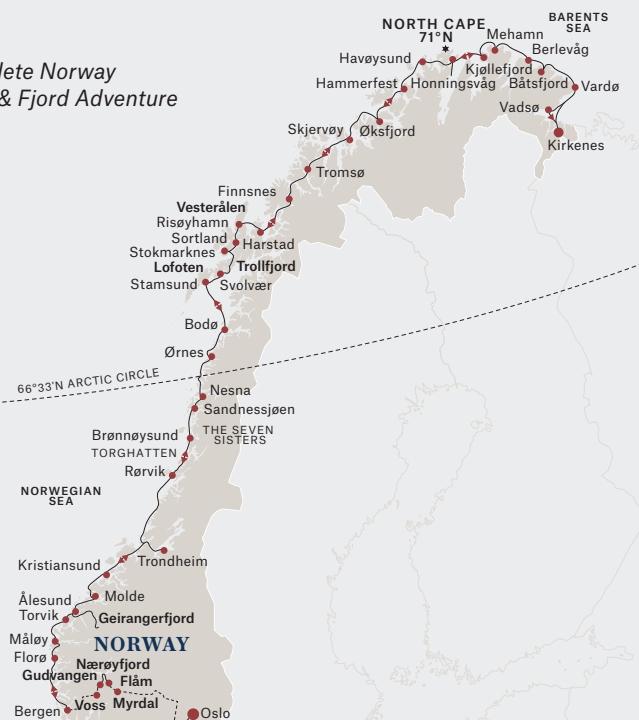 BARENTS
SEA
NORTH CAPE
71°N
Mehamn
Berlevåg
Havøysund
Kjøllefjord
Hammerfest
Honningsvåg
Båtsfjord
Vardø
lete Norway
& Fjord Adventure
Vadsø
Skjervøy
Øksfjord
Kirkenes
Tromsø
Finnsnes
Vesterålen
Risøyhamn
Sortland
Harstad
Stokmarknes
Lofoten
Trollfjord
Stamsund
Svolvær
Bodø
Ørnes
66°33'N ARCTIC CIRCLE
Nesna
Sandnessjøen
Brønnøysund
THE SEVEN
SISTERS
TORGHATTEN
Rørvik
NORWEGIAN
SEA
Trondheim
Kristiansund
Molde
Ålesund
Torvik
Geirangerfjord
Måløy
NORWAY
Florø
Nærøyfjord
Gudvangen
Flåm
Voss
Myrdal
Bergen
Oslo